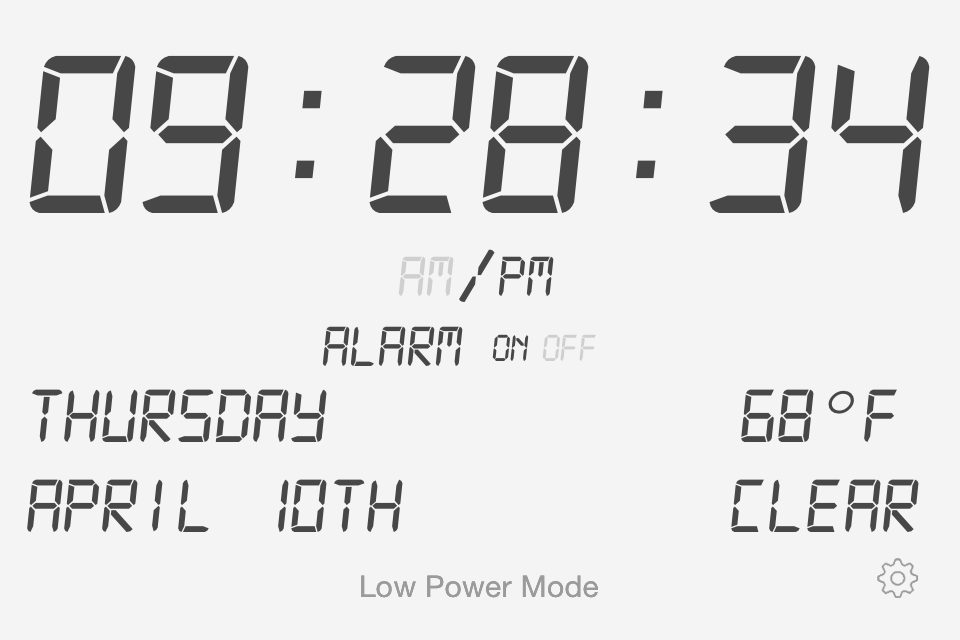 09:28:34
AM/PM
ALARM ON OFF
THURSDAY 68°F
APRIL 10TH CLEAR
Low Power Mode